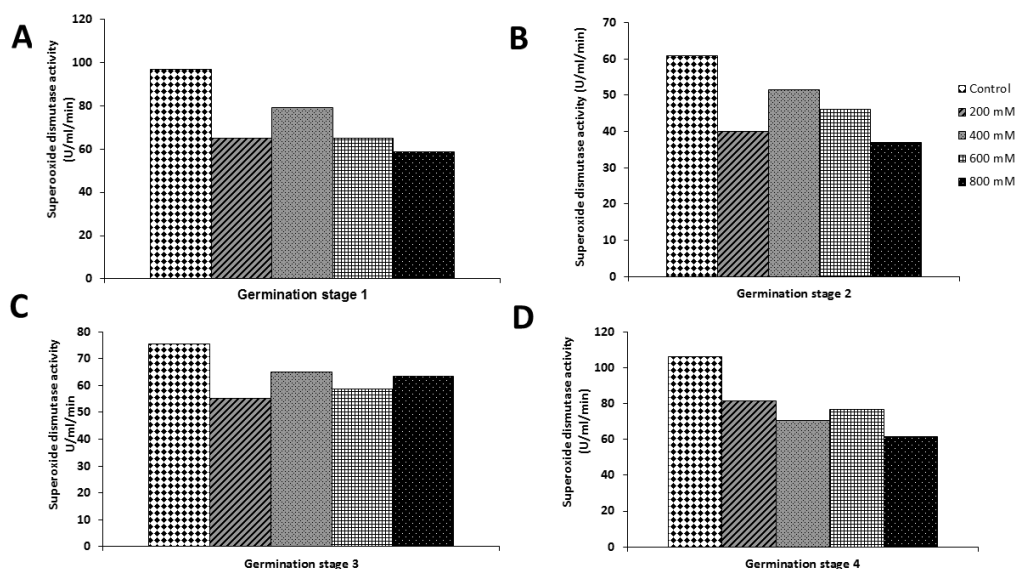 A
Superooxide dismutase activity
(U/ml/min)
120
100
80
60
40
20
0
Germination stage 1
B
Superoxide dismutase activity (U/ml/min)
70
60
50
40
30
20
10
0
Germination stage 2
Control
200 mM
400 mM
600 mM
800 mM
C
Superoxide dismutase activity
U/ml/min
80
70
60
50
40
30
20
10
0
Germination stage 3
D
Superoxide dismutase activity
(U/ml/min)
120
100
80
60
40
20
0
Germination stage 4